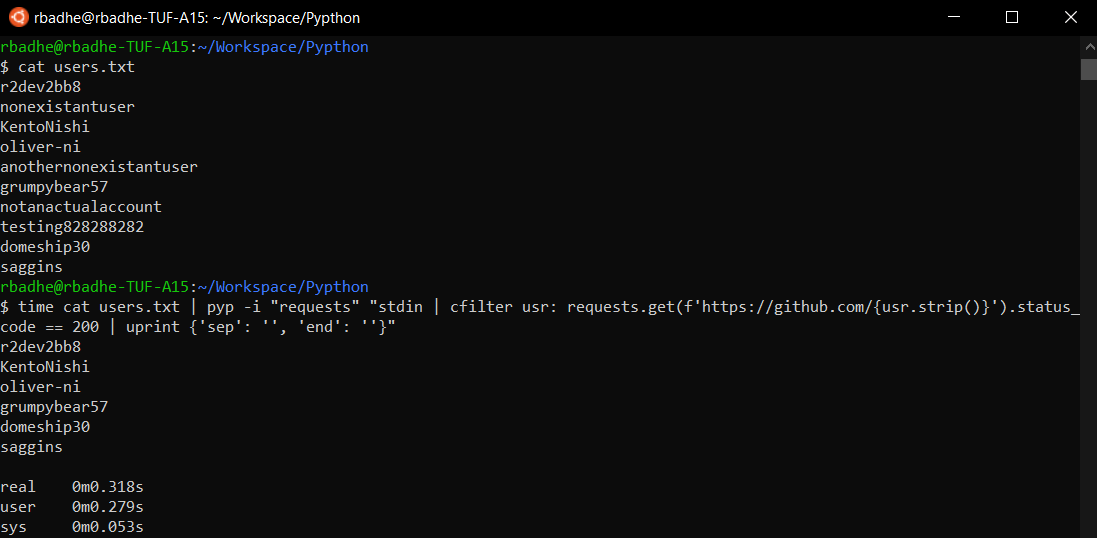 rbadhe@rbadhe-TUF-A15: ~/Workspace/Pypthon
rbadhe@rbadhe-TUF-A15:~/Workspace/Pypthon
$ cat users.txt
r2dev2bb8
nonexistantuser
KentoNishi
oliver-ni
anothernonexistantuser
grumpybear57
notanactualaccount
testing828288282
domeship30
saggins
rbadhe@rbadhe-TUF-A15:~/Workspace/Pypthon
$ time cat users.txt | pyp -i "requests" "stdin | cfilter usr: requests.get(f'https://github.com/{usr.strip()}').status_
code == 200 | uprint {'sep': '', 'end': ''}"
r2dev2bb8
KentoNishi
oliver-ni
grumpybear57
domeship30
saggins
real 0m0.318s
user 0m0.279s
sys 0m0.053s